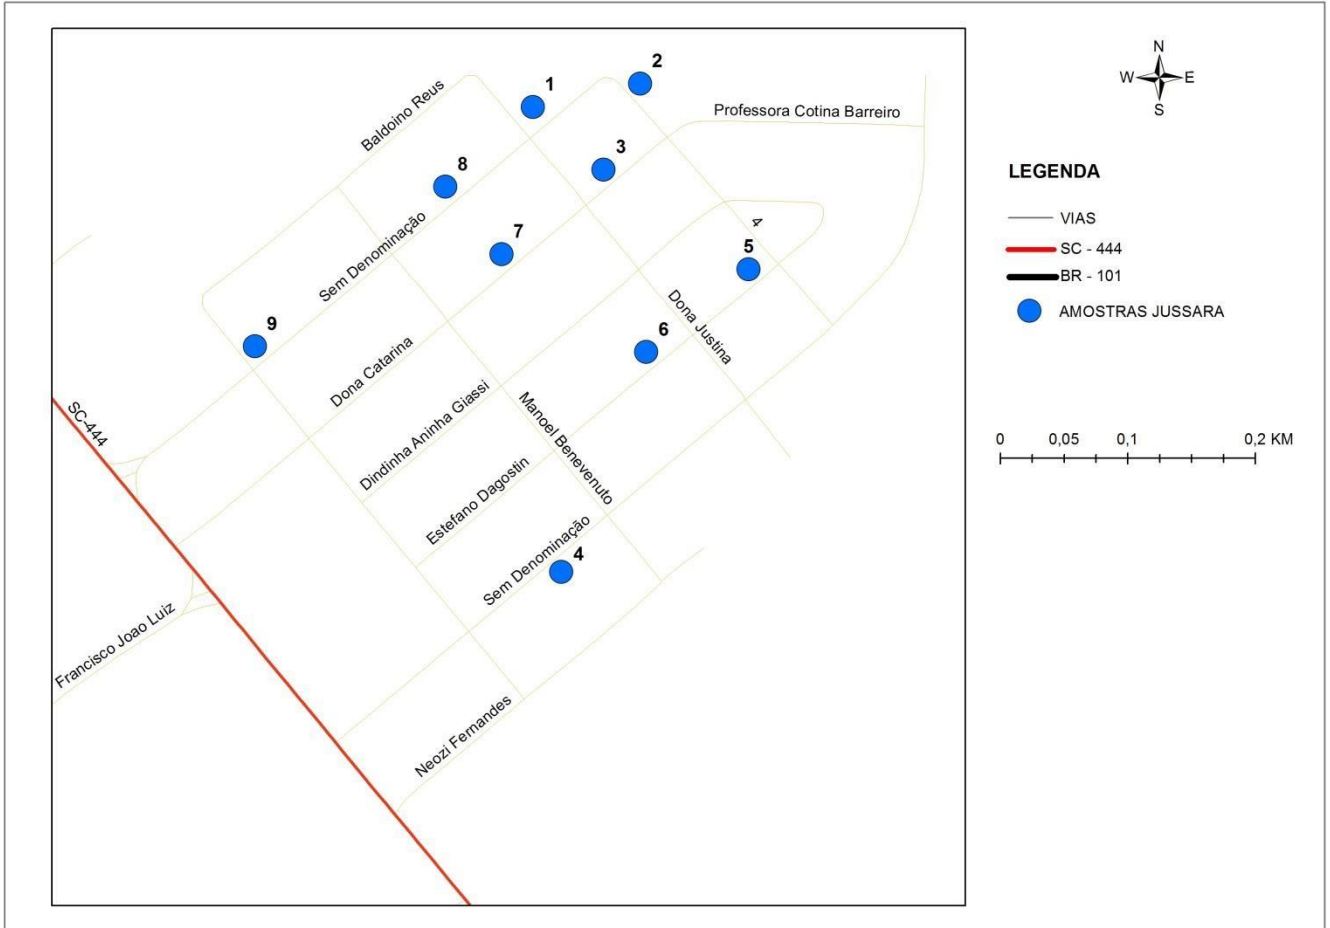 Baldoino Reus
1
2
Professora Cotina Barreiro
3
8
Sem Denominação
7
4
5
Dona Justina
9
6
Dona Catarina
Dindinha Aninha Giassi
Manoel Benevenuto
SC-444
Estefano Dagostin
Sem Denominação
4
Francisco Joao Luiz
Neozi Fernandes
N
W E
S
LEGENDA
VIAS
SC - 444
BR - 101
AMOSTRAS JUSSARA
0 0,05 0,1 0,2 KM